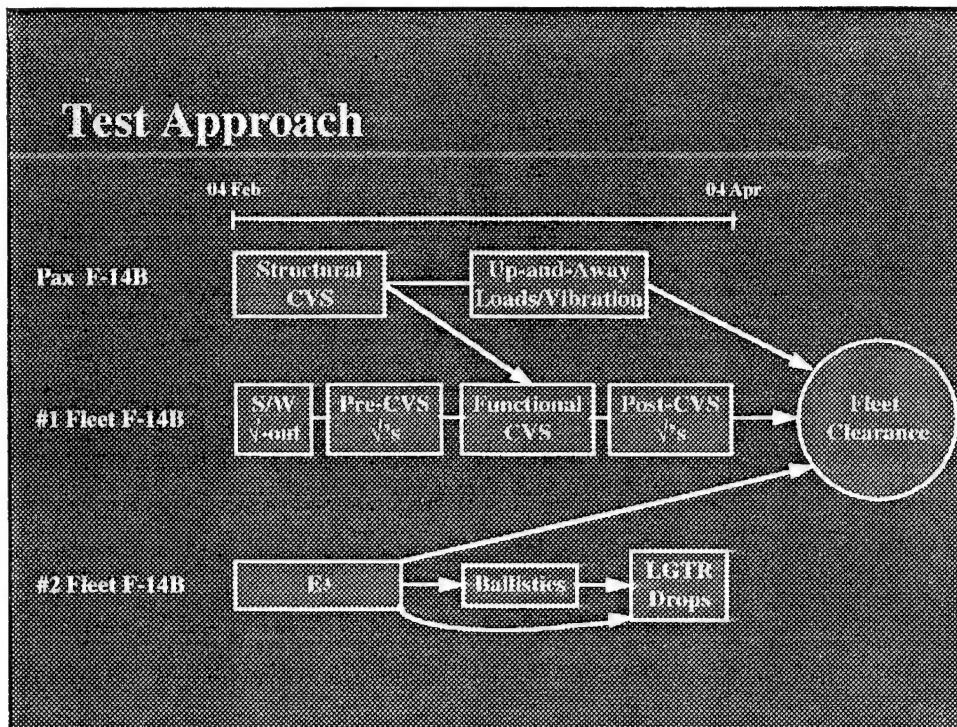 Test Approach
04 Feb
04 Apr
Pax F-14B
Structural
CVS
Up-and-Away
Loads/Vibration
#1 Fleet F-14B
S/W
√-out
Pre-CVS
√'s
Functional
CVS
Post-CVS
√'s
Fleet
Clearance
#2 Fleet F-14B
E³
Ballistics
LGTR
Drops